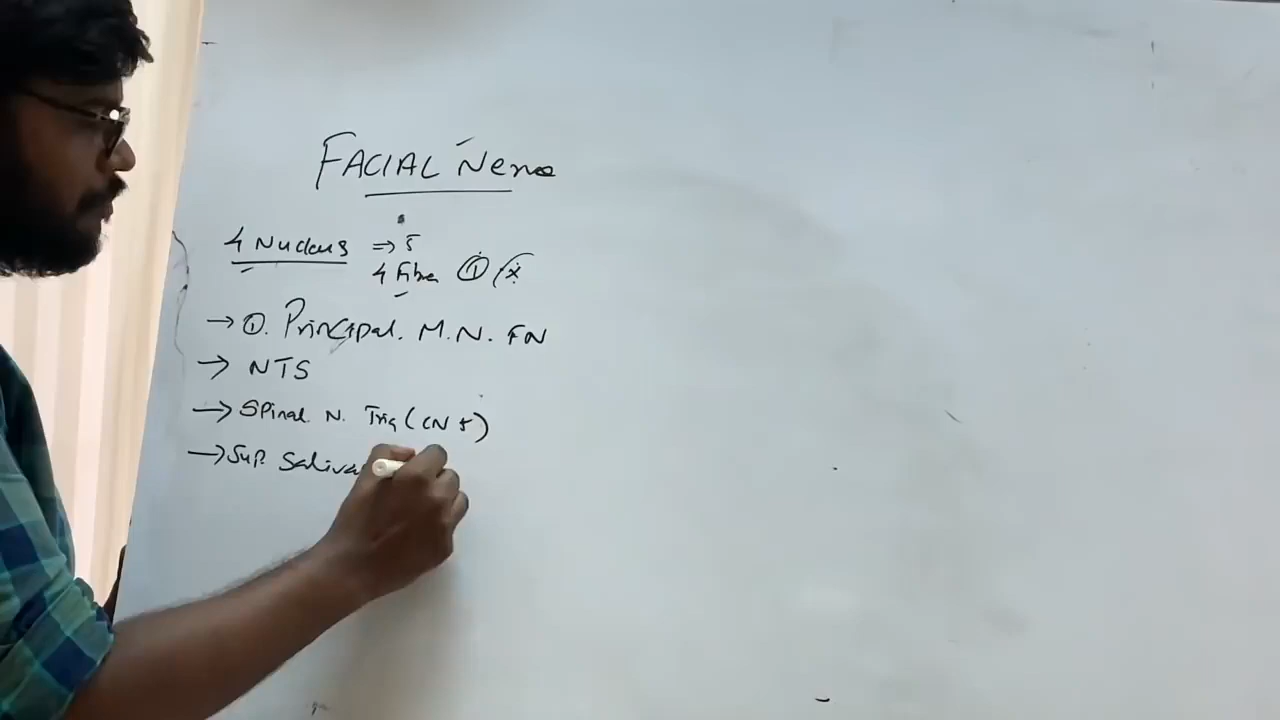 FACIAL Nerve
4 Nucleus ⇒ 5
4 Fibre ①
→ ①. Principal. M.N. FN
→ NTS
→ Spinal N. Trig (CN 5)
→ Sup. Saliva